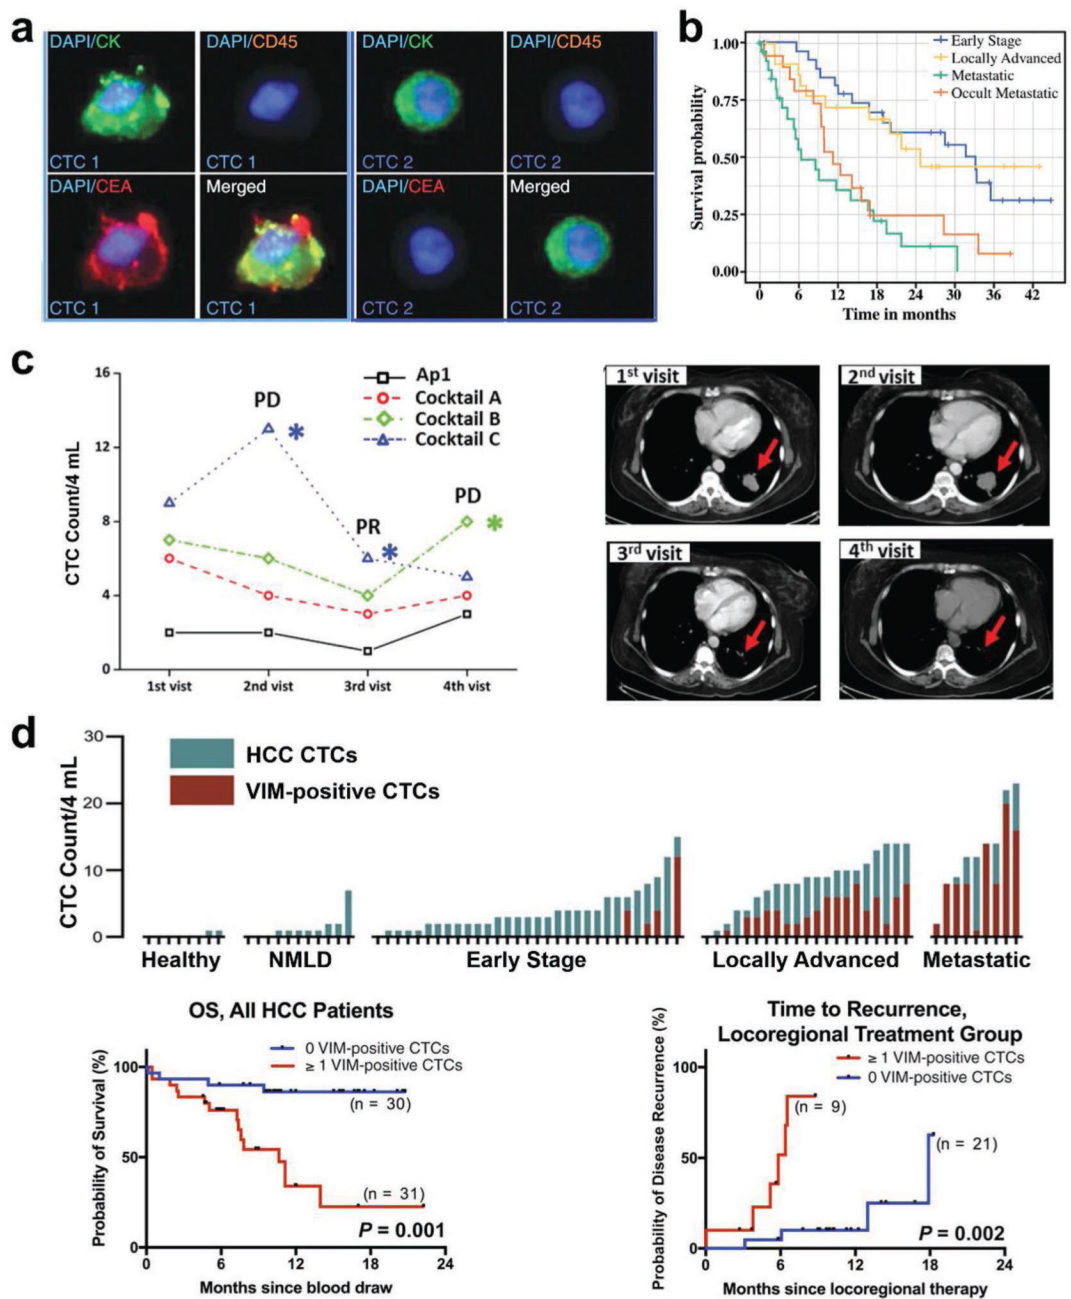 a
DAPI/CK
DAPI/CD45
DAPI/CK
DAPI/CD45
CTC 1
CTC 1
CTC 2
CTC 2
DAPI/CEA
Merged
DAPI/CEA
Merged
CTC 1
CTC 1
CTC 2
CTC 2
b
Survival probability
1.00
0.75
0.50
0.25
0.00
Early Stage
Locally Advanced
Metastatic
Occult Metastatic
0 6 12 18 24 30 36 42
Time in months
c
CTC Count/4 mL
16
12
8
4
0
Ap1
Cocktail A
Cocktail B
Cocktail C
PD
*
PR
*
PD
*
1st vist 2nd vist 3rd vist 4th vist
1st visit
2nd visit
3rd visit
4th visit
d
CTC Count/4 mL
30
20
10
0
HCC CTCs
VIM-positive CTCs
Healthy NMLD Early Stage Locally Advanced Metastatic
OS, All HCC Patients
Probability of Survival (%)
100
50
0
0 VIM-positive CTCs
≥ 1 VIM-positive CTCs
(n = 30)
(n = 31)
P = 0.001
0 6 12 18 24
Months since blood draw
Time to Recurrence,
Locoregional Treatment Group
Probability of Disease Recurrence (%)
100
50
0
≥ 1 VIM-positive CTCs
0 VIM-positive CTCs
(n = 9)
(n = 21)
P = 0.002
0 6 12 18 24
Months since locoregional therapy